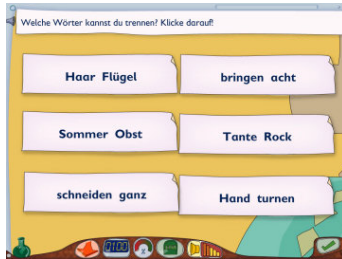 Welche Wörter kannst du trennen? Klicke darauf!
Haar Flügel
bringen acht
Sommer Obst
Tante Rock
schneiden ganz
Hand turnen